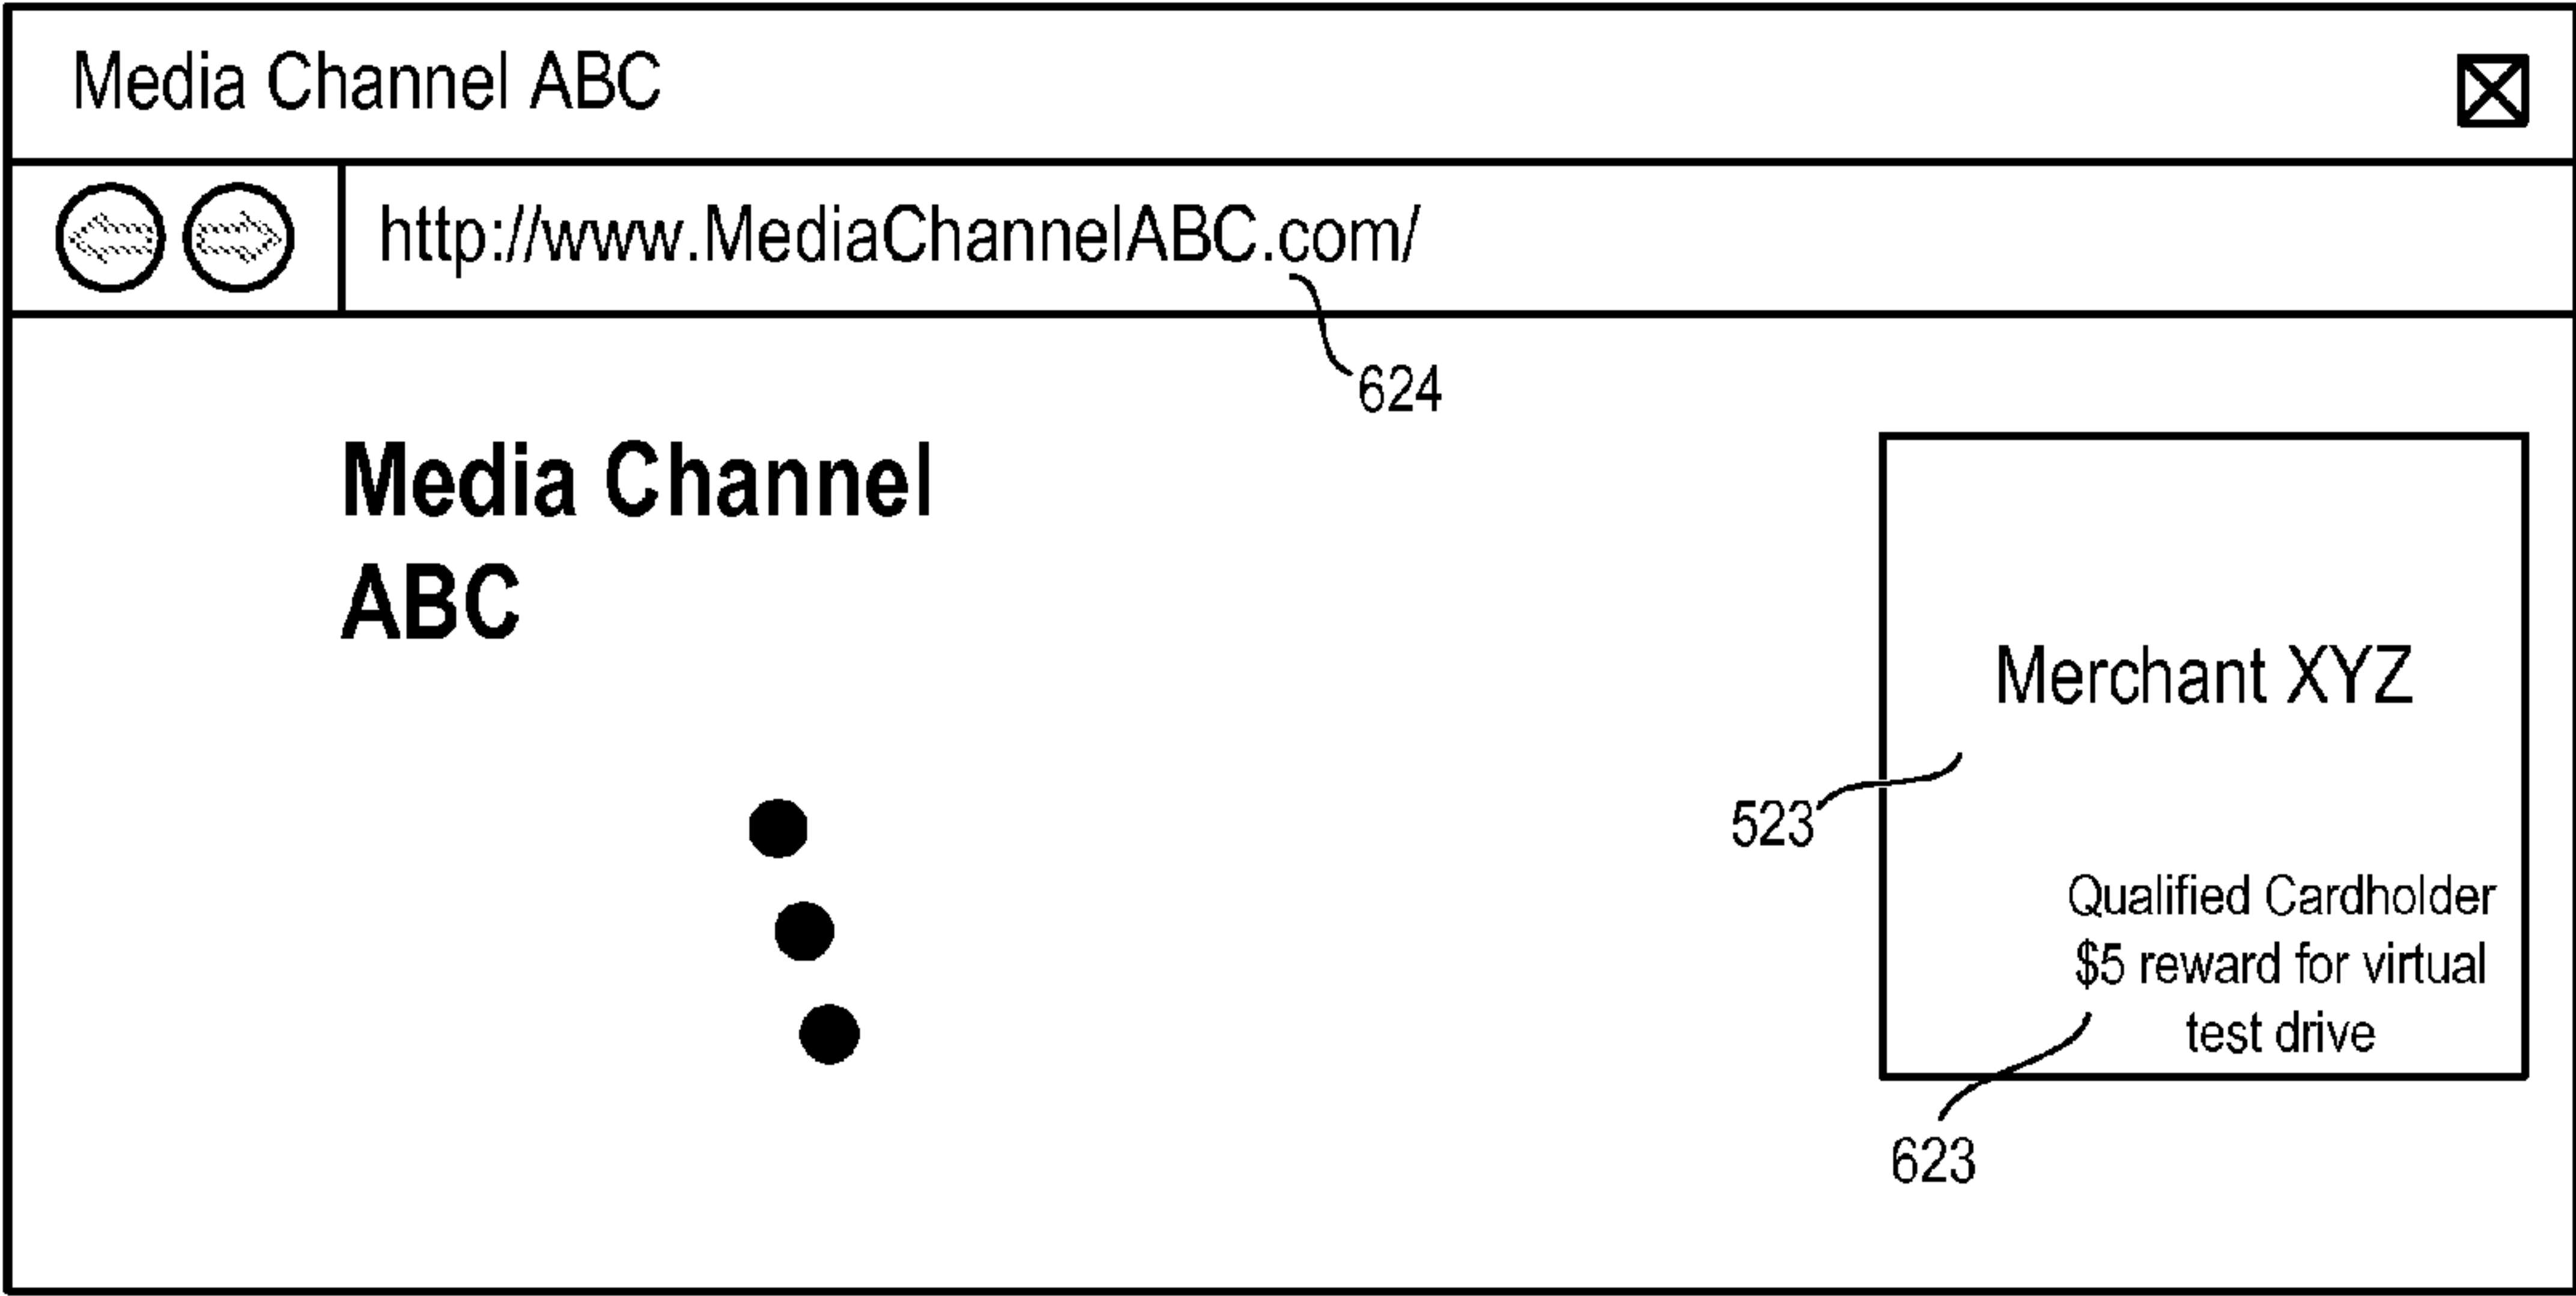 Media Channel ABC
http://www.MediaChannelABC.com/
624
Media Channel
ABC
Merchant XYZ
523
Qualified Cardholder
$5 reward for virtual
test drive
623